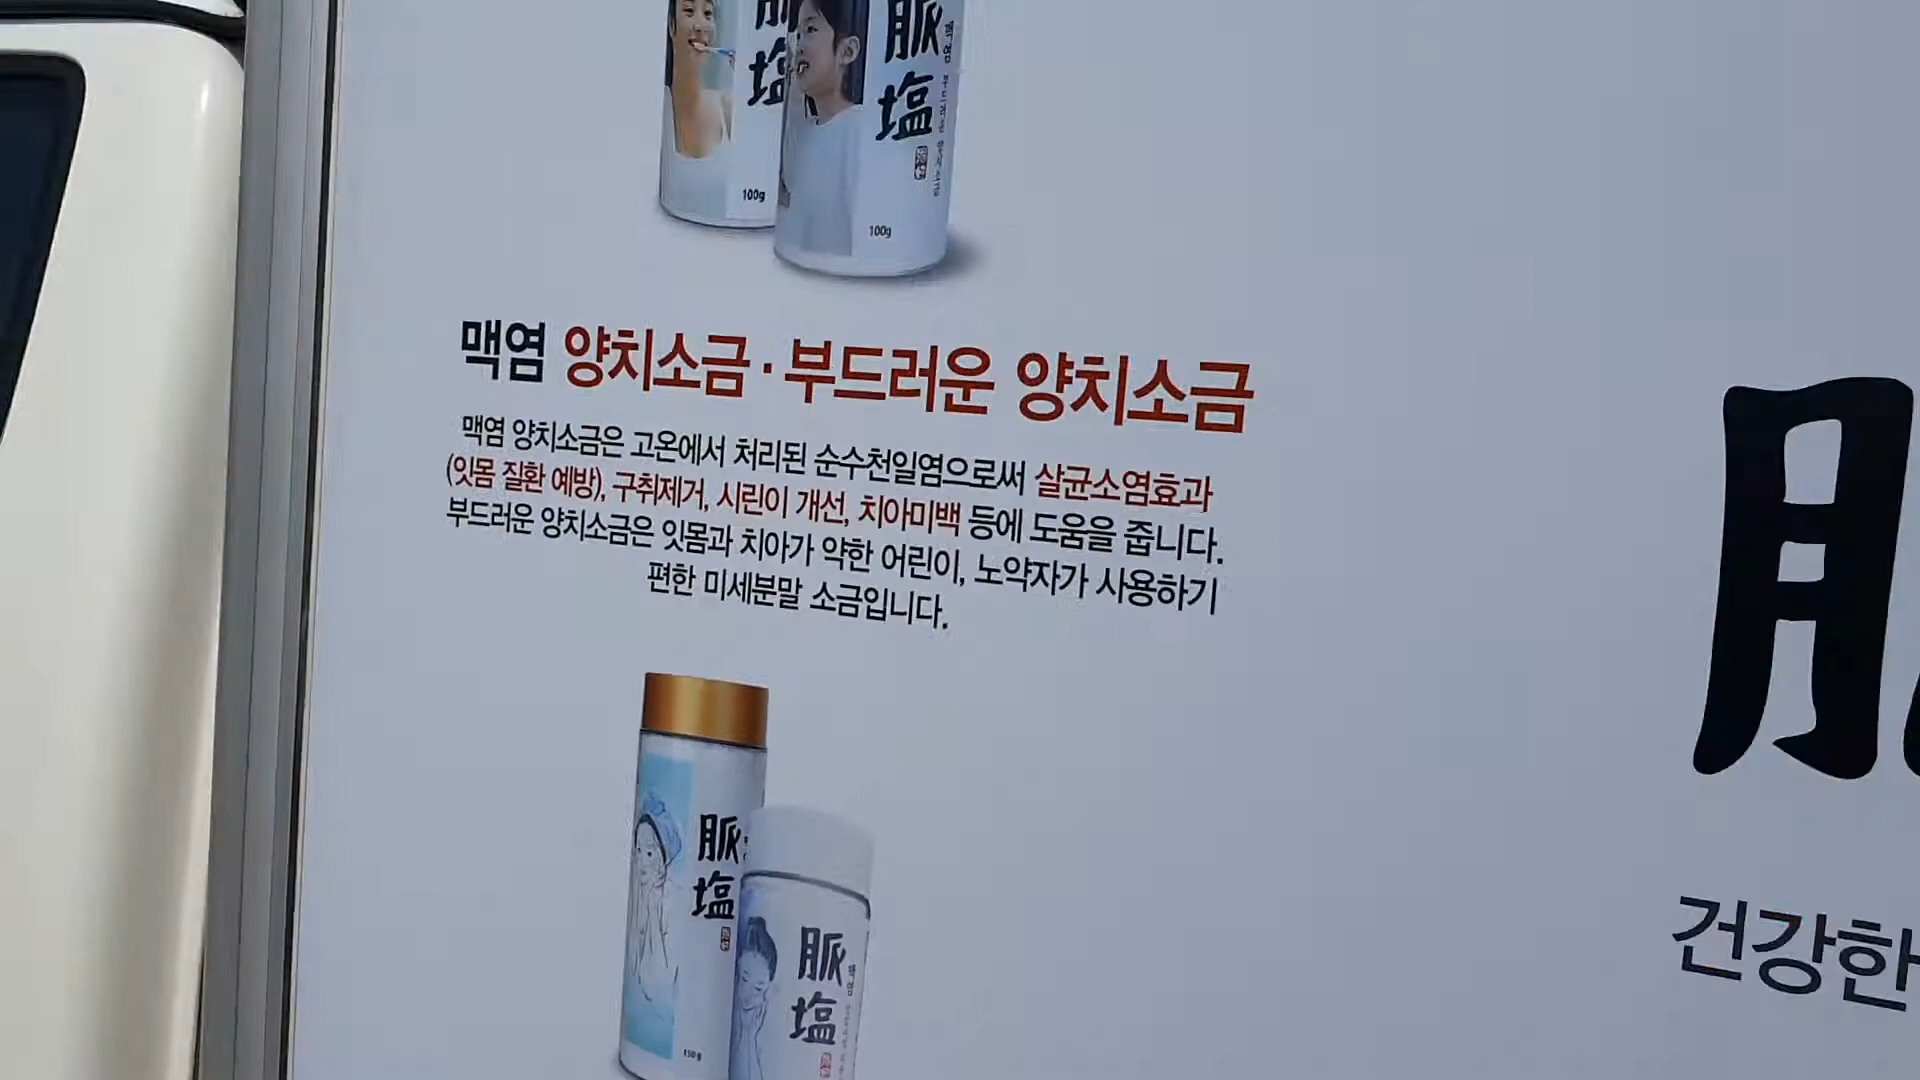 脈
塩
脈
塩
100g
100g
맥염 양치소금·부드러운 양치소금
맥염 양치소금은 고온에서 처리된 순수천일염으로써 살균소염효과
(잇몸 질환 예방), 구취제거, 시린이 개선, 치아미백 등에 도움을 줍니다.
부드러운 양치소금은 잇몸과 치아가 약한 어린이, 노약자가 사용하기
편한 미세분말 소금입니다.
脈
塩
150g
脈
塩
건강한